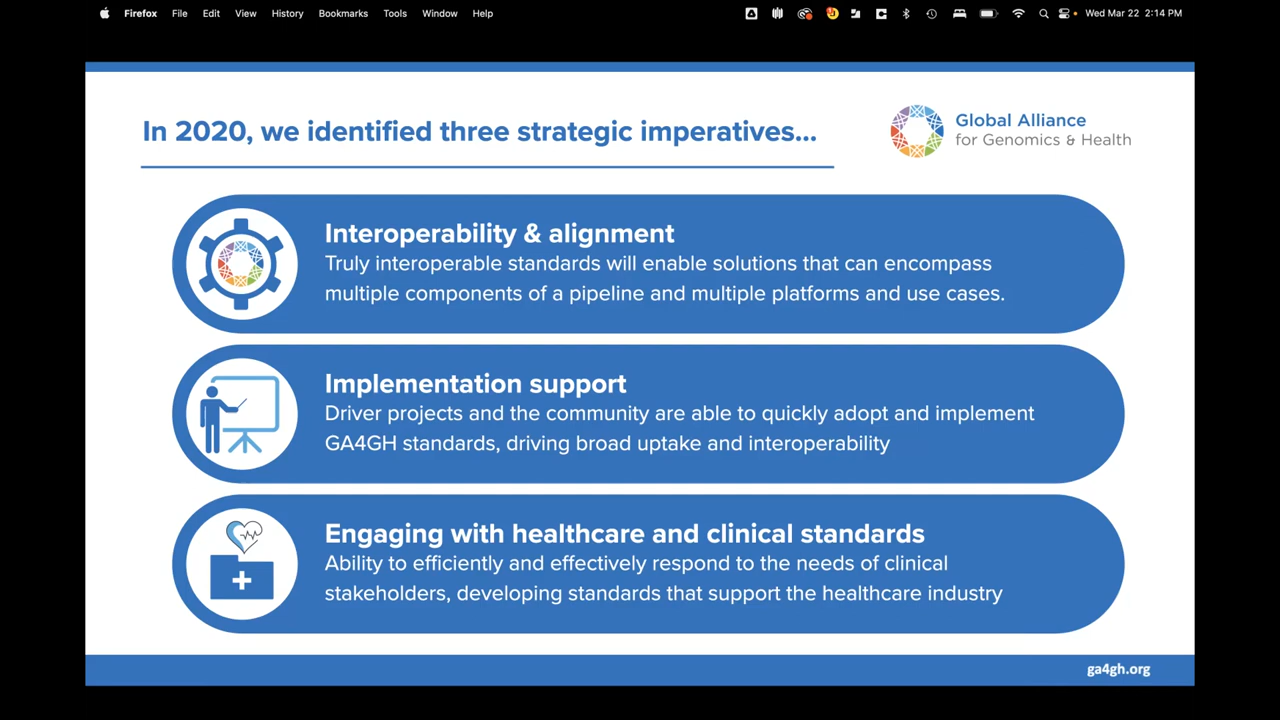 Firefox File Edit View History Bookmarks Tools Window Help Wed Mar 22 2:14 PM
In 2020, we identified three strategic imperatives...
Global Alliance
for Genomics & Health
Interoperability & alignment
Truly interoperable standards will enable solutions that can encompass
multiple components of a pipeline and multiple platforms and use cases.
Implementation support
Driver projects and the community are able to quickly adopt and implement
GA4GH standards, driving broad uptake and interoperability
Engaging with healthcare and clinical standards
Ability to efficiently and effectively respond to the needs of clinical
stakeholders, developing standards that support the healthcare industry
ga4gh.org